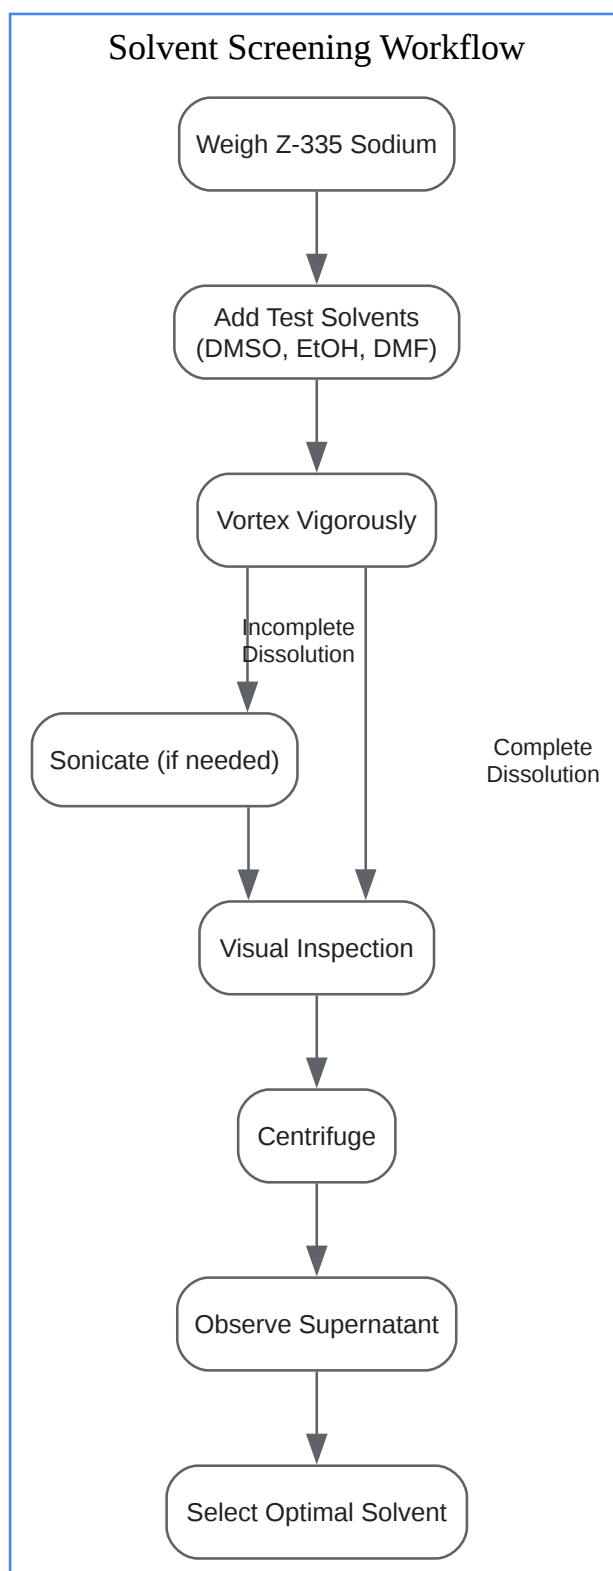 Solvent Screening Workflow
Weigh Z-335 Sodium
Add Test Solvents
(DMSO, EtOH, DMF)
Vortex Vigorously
Incomplete
Dissolution
Sonicate (if needed)
Complete
Dissolution
Visual Inspection
Centrifuge
Observe Supernatant
Select Optimal Solvent